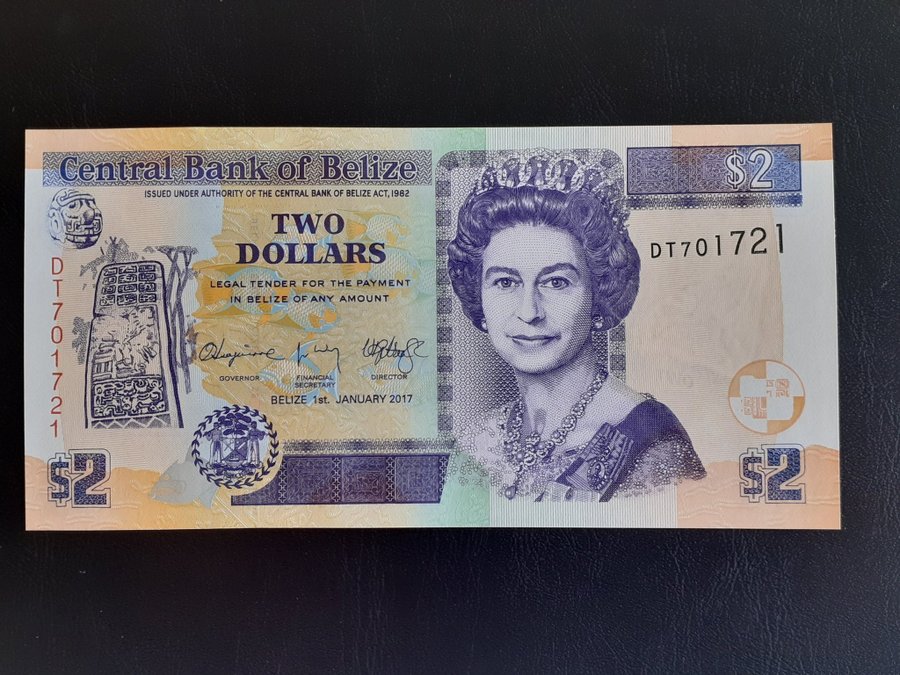 Central Bank of Belize
ISSUED UNDER AUTHORITY OF THE CENTRAL BANK OF BELIZE ACT, 1982
$2
TWO
DOLLARS
DT701721
LEGAL TENDER FOR THE PAYMENT
IN BELIZE OF ANY AMOUNT
DT701721
GOVERNOR
FINANCIAL
SECRETARY
DIRECTOR
BELIZE 1st. JANUARY 2017
$2
$2